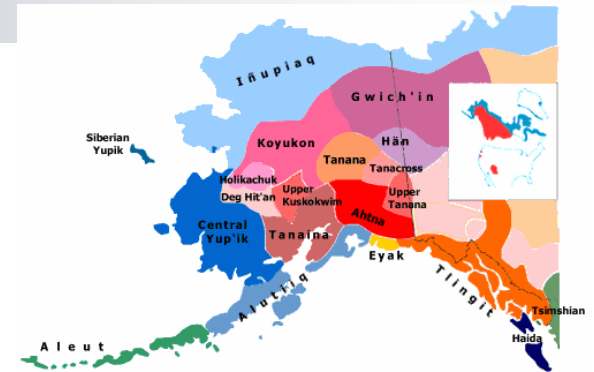 Iñupiaq
Gwich'in
Siberian
Yupik
Koyukon
Hän
Tanana
Tanacross
Holikachuk
Deg Hit'an
Upper
Kuskokwim
Upper
Tanana
Ahtna
Central
Yup'ik
Tanaina
Eyak
Alutiiq
Tlingit
Tsimshian
Haida
Aleut